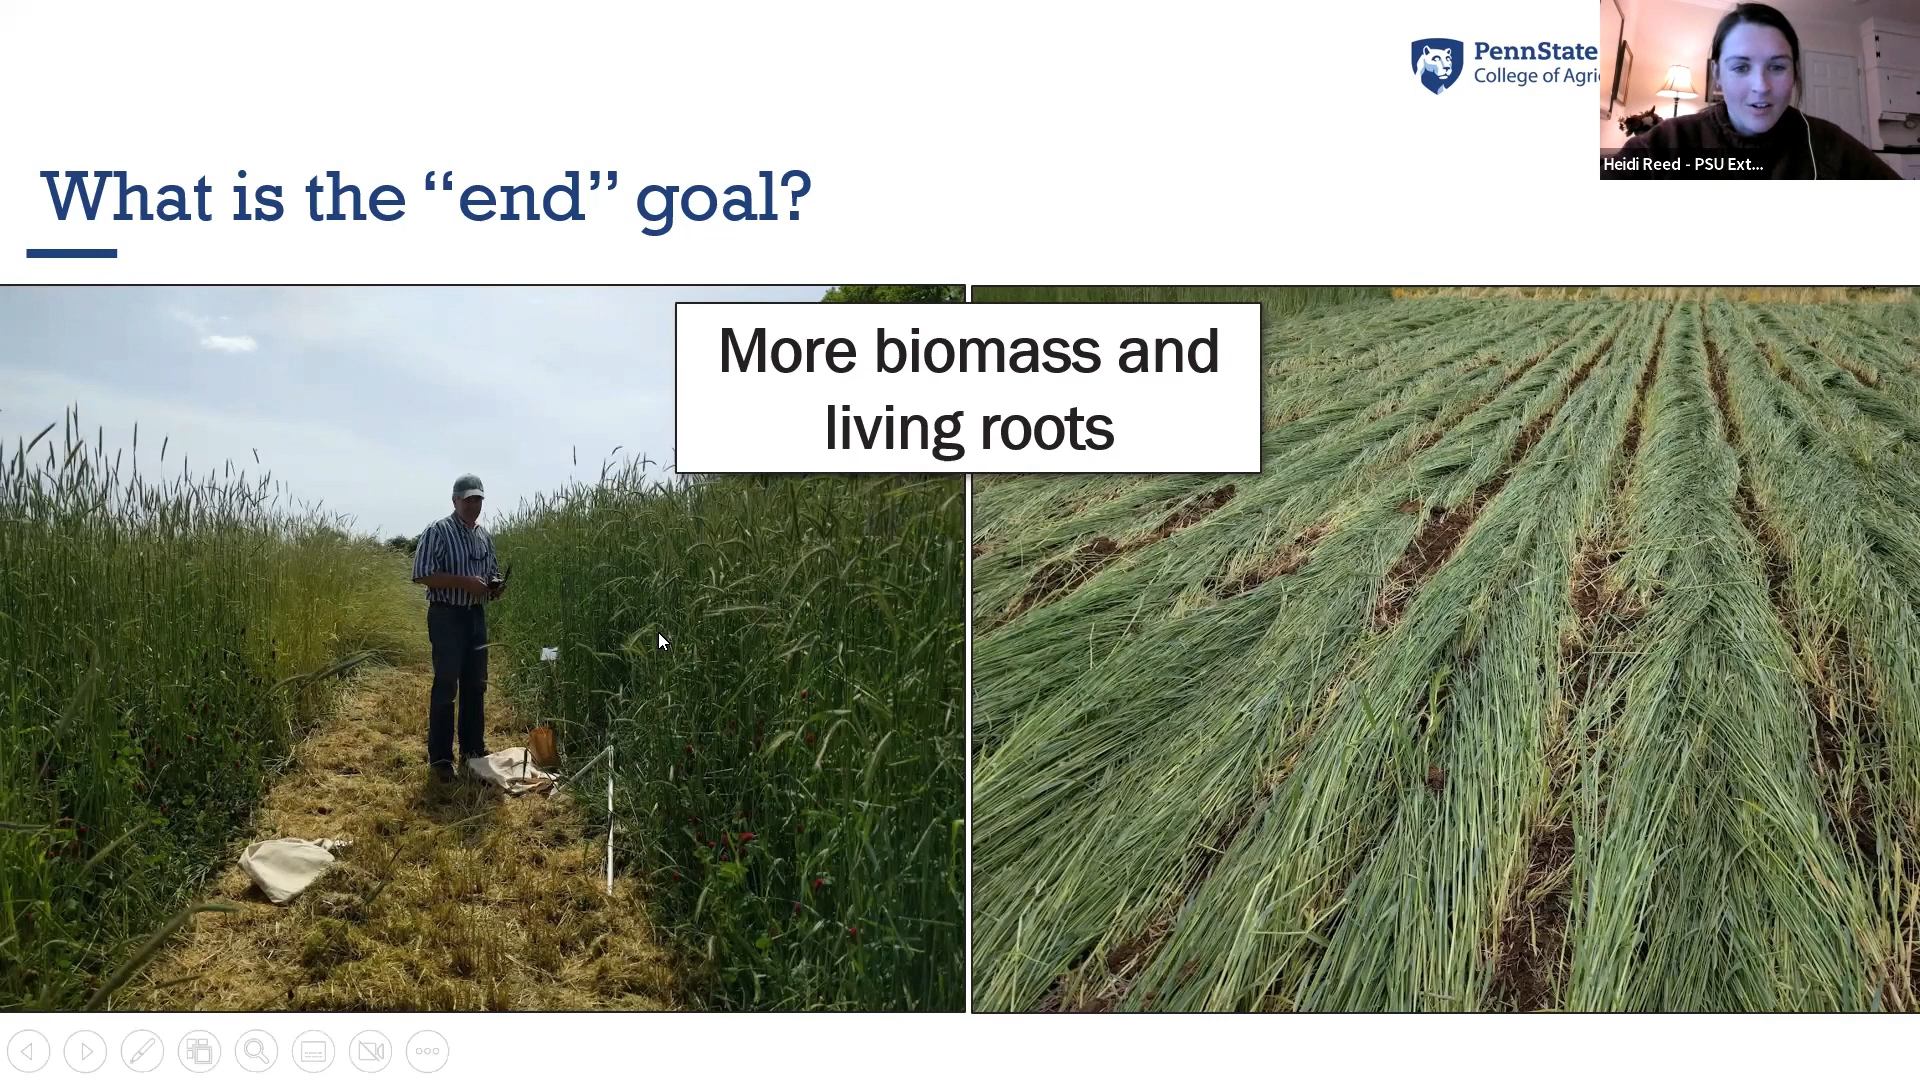 PennState
College of Agri
Heidi Reed - PSU Ext...
What is the “end” goal?
More biomass and
living roots